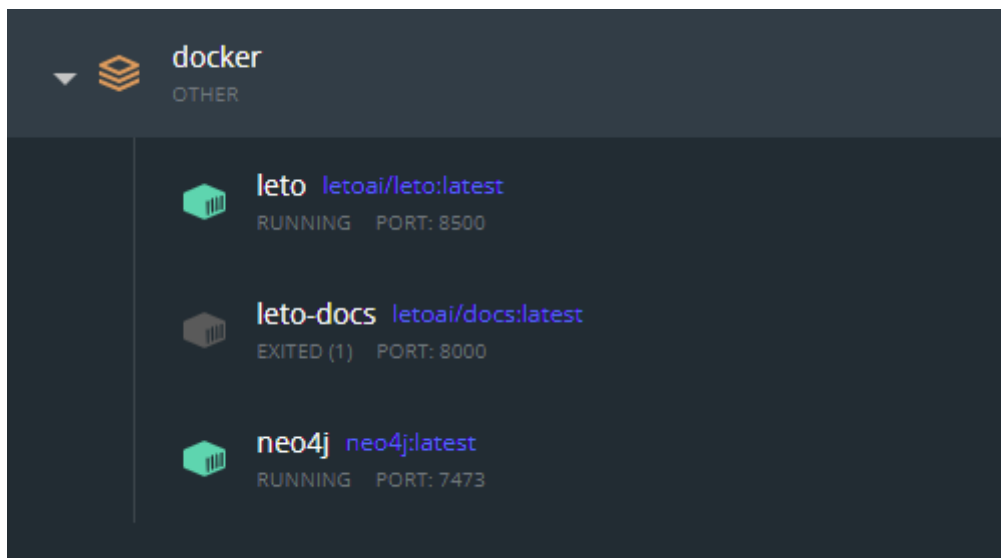 docker
OTHER
leto letoai/leto:latest
RUNNING PORT: 8500
leto-docs letoai/docs:latest
EXITED (1) PORT: 8000
neo4j neo4j:latest
RUNNING PORT: 7473